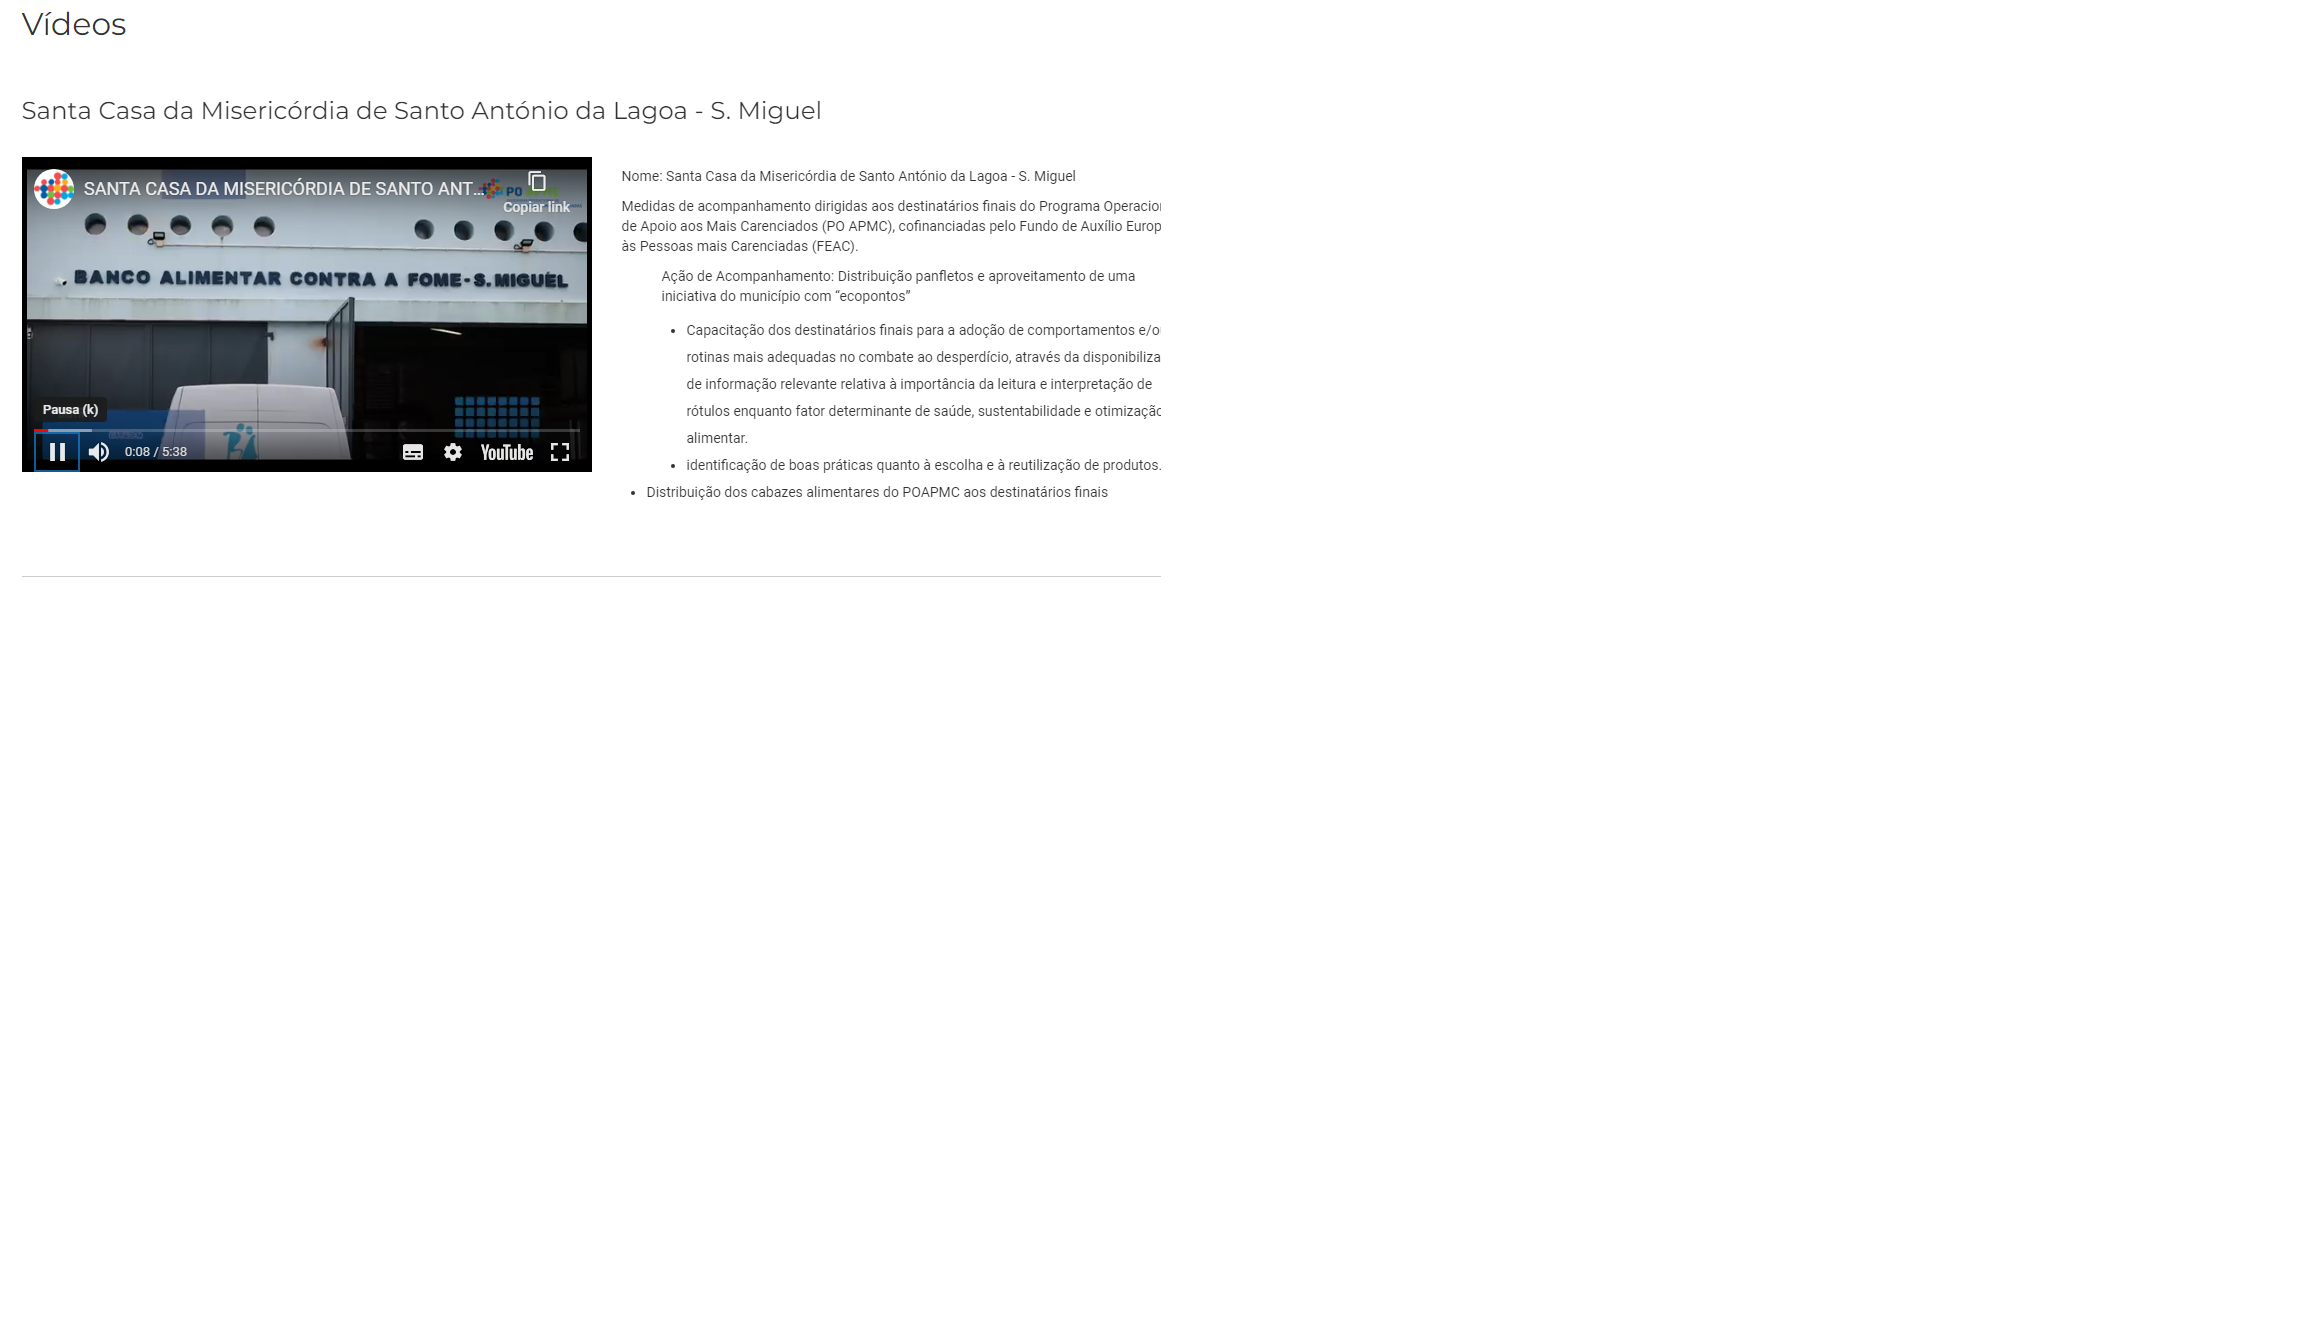 Vídeos
Santa Casa da Misericórdia de Santo António da Lagoa - S. Miguel
SANTA CASA DA MISERICÓRDIA DE SANTO ANT...
PO
Copiar link
BANCO ALIMENTAR CONTRA A FOME-S.MIGUEL
Pausa (k)
0:08 / 5:38
YouTube
Nome: Santa Casa da Misericórdia de Santo António da Lagoa - S. Miguel
Medidas de acompanhamento dirigidas aos destinatários finais do Programa Operacion
de Apoio aos Mais Carenciados (PO APMC), cofinanciadas pelo Fundo de Auxílio Europ
às Pessoas mais Carenciadas (FEAC).
Ação de Acompanhamento: Distribuição panfletos e aproveitamento de uma
iniciativa do município com “ecopontos”
• Capacitação dos destinatários finais para a adoção de comportamentos e/o
rotinas mais adequadas no combate ao desperdício, através da disponibiliza
de informação relevante relativa à importância da leitura e interpretação de
rótulos enquanto fator determinante de saúde, sustentabilidade e otimização
alimentar.
• identificação de boas práticas quanto à escolha e à reutilização de produtos.
• Distribuição dos cabazes alimentares do POAPMC aos destinatários finais